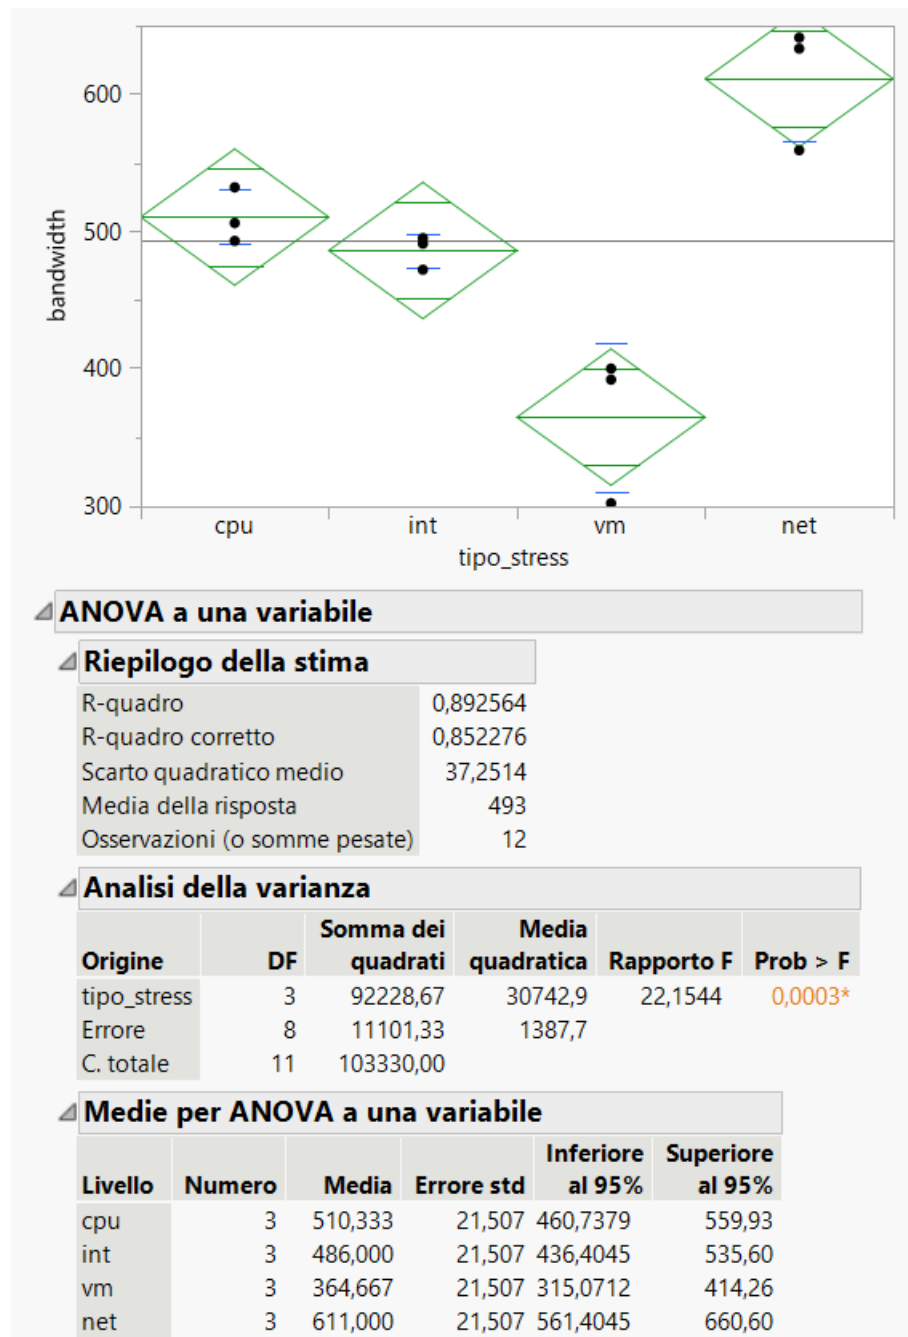 600
500
400
300
bandwidth
cpu int vm net
tipo_stress
ANOVA a una variabile
Riepilogo della stima
R-quadro 0,892564
R-quadro corretto 0,852276
Scarto quadratico medio 37,2514
Media della risposta 493
Osservazioni (o somme pesate) 12
Analisi della varianza
Somma dei Media
Origine DF quadrati quadratica Rapporto F Prob > F
tipo_stress 3 92228,67 30742,9 22,1544 0,0003*
Errore 8 11101,33 1387,7
C. totale 11 103330,00
Medie per ANOVA a una variabile
Inferiore Superiore
Livello Numero Media Errore std al 95% al 95%
cpu 3 510,333 21,507 460,7379 559,93
int 3 486,000 21,507 436,4045 535,60
vm 3 364,667 21,507 315,0712 414,26
net 3 611,000 21,507 561,4045 660,60